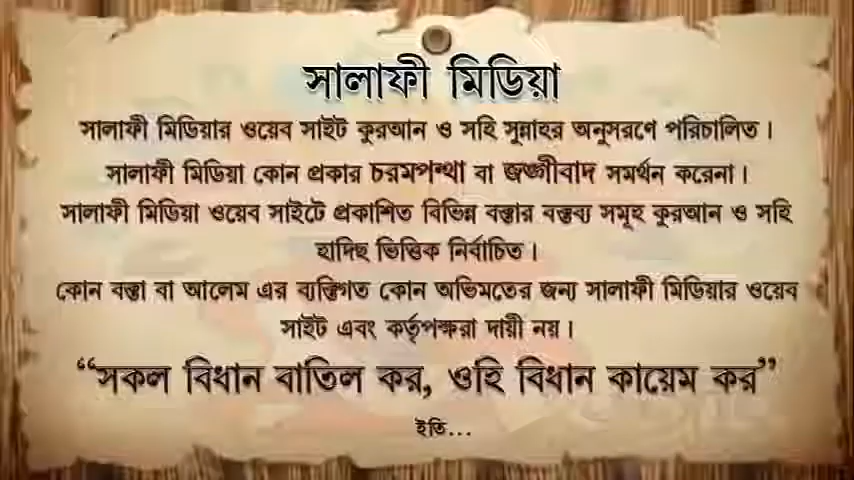 সালাফী মিডিয়া
সালাফী মিডিয়ার ওয়েব সাইট কুরআন ও সহি সুন্নাহর অনুসরণে পরিচালিত।
সালাফী মিডিয়া কোন প্রকার চরমপন্থা বা জঙ্গীবাদ সমর্থন করেনা।
সালাফী মিডিয়া ওয়েব সাইটে প্রকাশিত বিভিন্ন বক্তার বক্তব্য সমূহ কুরআন ও সহি
হাদিছ ভিত্তিক নির্বাচিত।
কোন বক্তা বা আলেম এর ব্যক্তিগত কোন অভিমতের জন্য সালাফী মিডিয়ার ওয়েব
সাইট এবং কর্তৃপক্ষরা দায়ী নয়।
“সকল বিধান বাতিল কর, ওহি বিধান কায়েম কর”
ইতি...